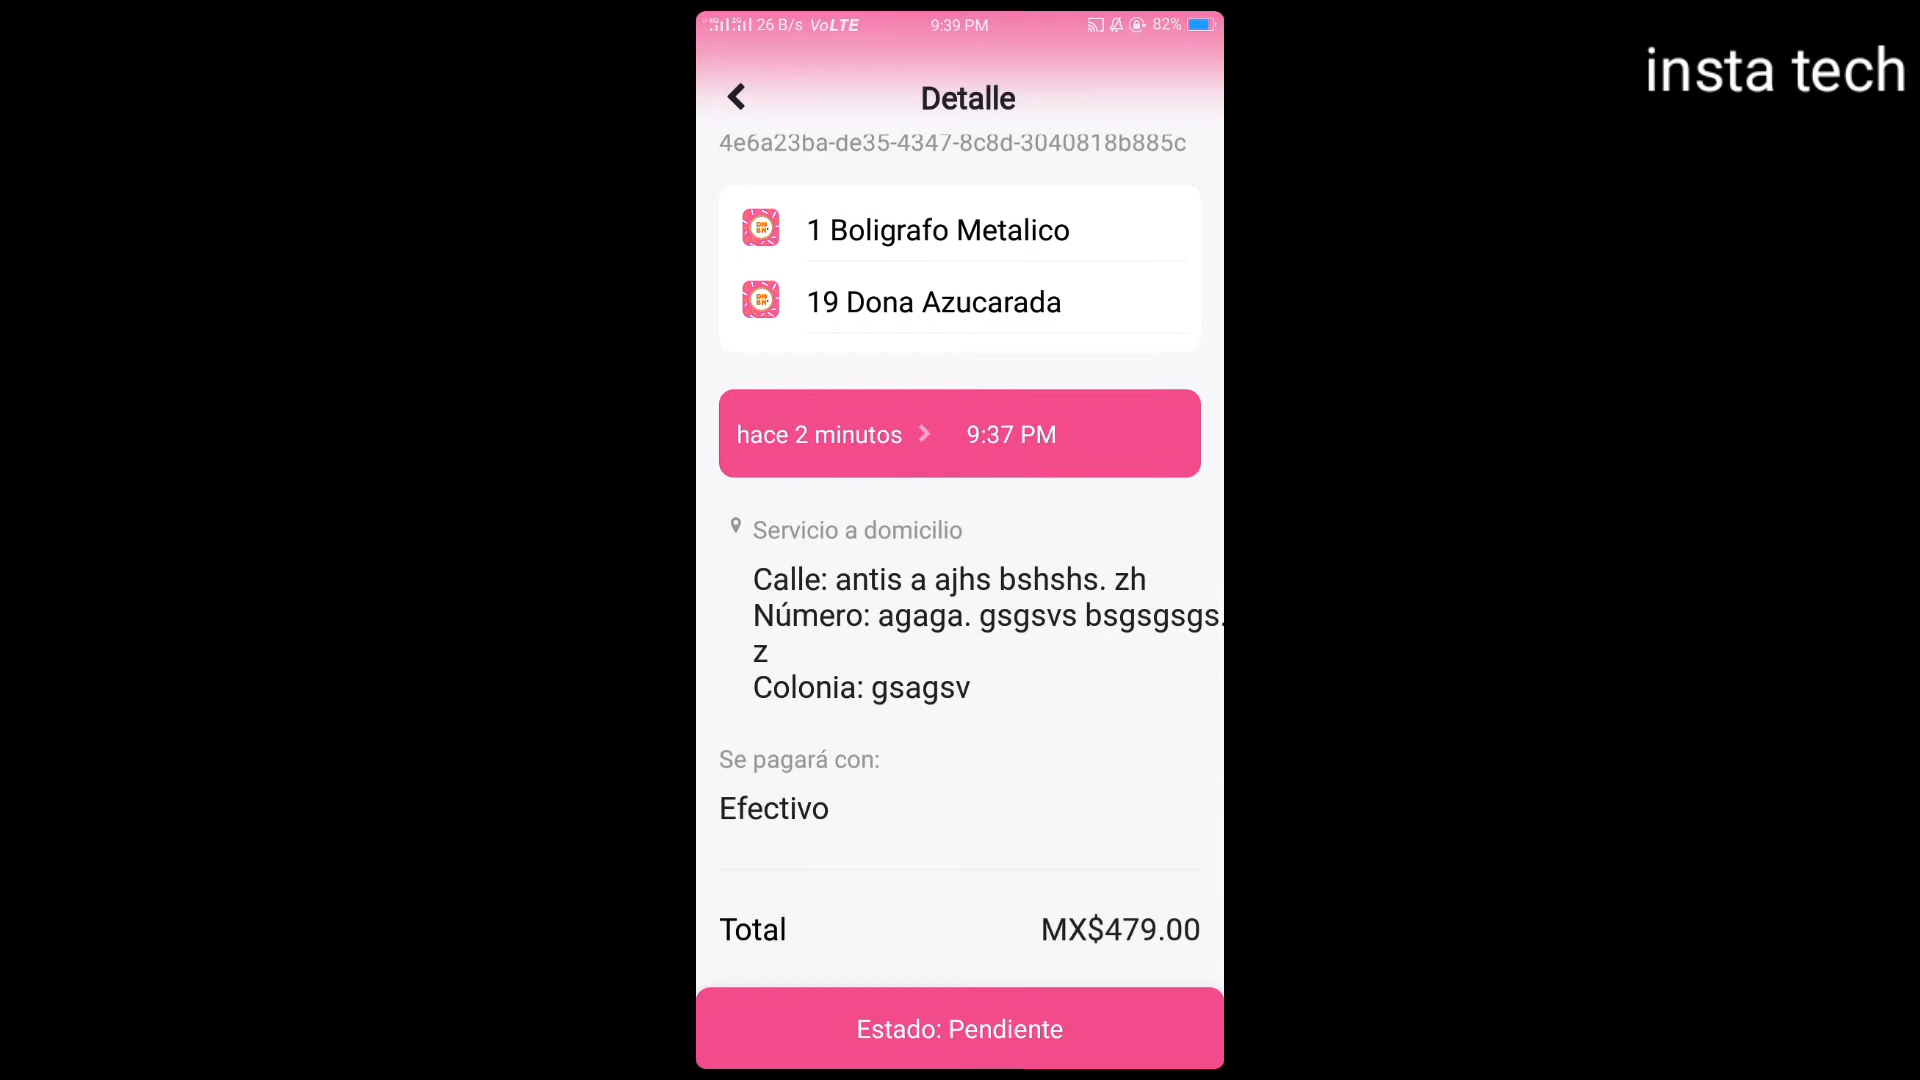 26 B/s VoLTE 9:39 PM 82%
insta tech
Detalle
4e6a23ba-de35-4347-8c8d-3040818b885c
1 Boligrafo Metalico
19 Dona Azucarada
hace 2 minutos 9:37 PM
Servicio a domicilio
Calle: antis a ajhs bshshs. zh
Número: agaga. gsgsvs bsgsgsgs.
z
Colonia: gsagsv
Se pagará con:
Efectivo
Total MX$479.00
Estado: Pendiente